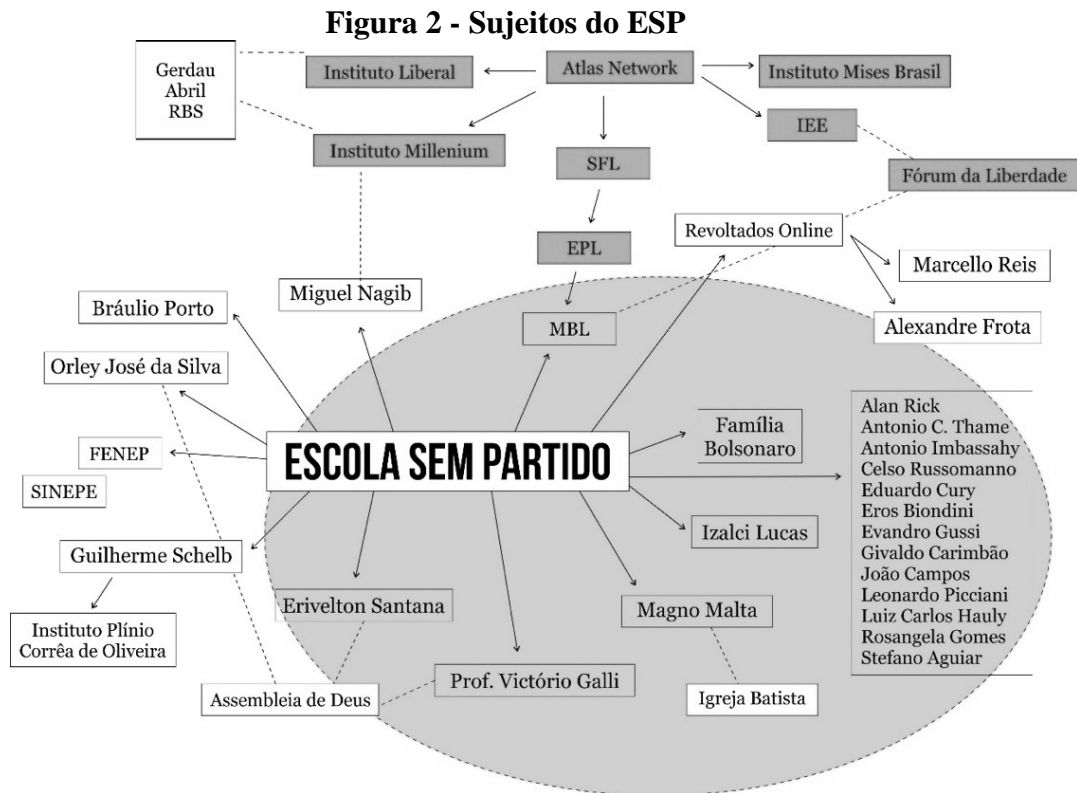 Figura 2 - Sujeitos do ESP
Gerdau
Abril
RBS
Instituto Liberal
Atlas Network
Instituto Mises Brasil
Instituto Millenium
SFL
IEE
Fórum da Liberdade
EPL
Revoltados Online
Marcello Reis
Miguel Nagib
Bráulio Porto
MBL
Alexandre Frota
Orley José da Silva
FENEP
SINEPE
ESCOLA SEM PARTIDO
Família
Bolsonaro
Alan Rick
Antonio C. Thame
Antonio Imbassahy
Celso Russomanno
Eduardo Cury
Eros Biondini
Evandro Gussi
Givaldo Carimbão
João Campos
Leonardo Picciani
Luiz Carlos Hauly
Rosangela Gomes
Stefano Aguiar
Izalci Lucas
Guilherme Schelb
Erivelton Santana
Magno Malta
Instituto Plínio
Corrêa de Oliveira
Assembleia de Deus
Prof. Victório Galli
Igreja Batista